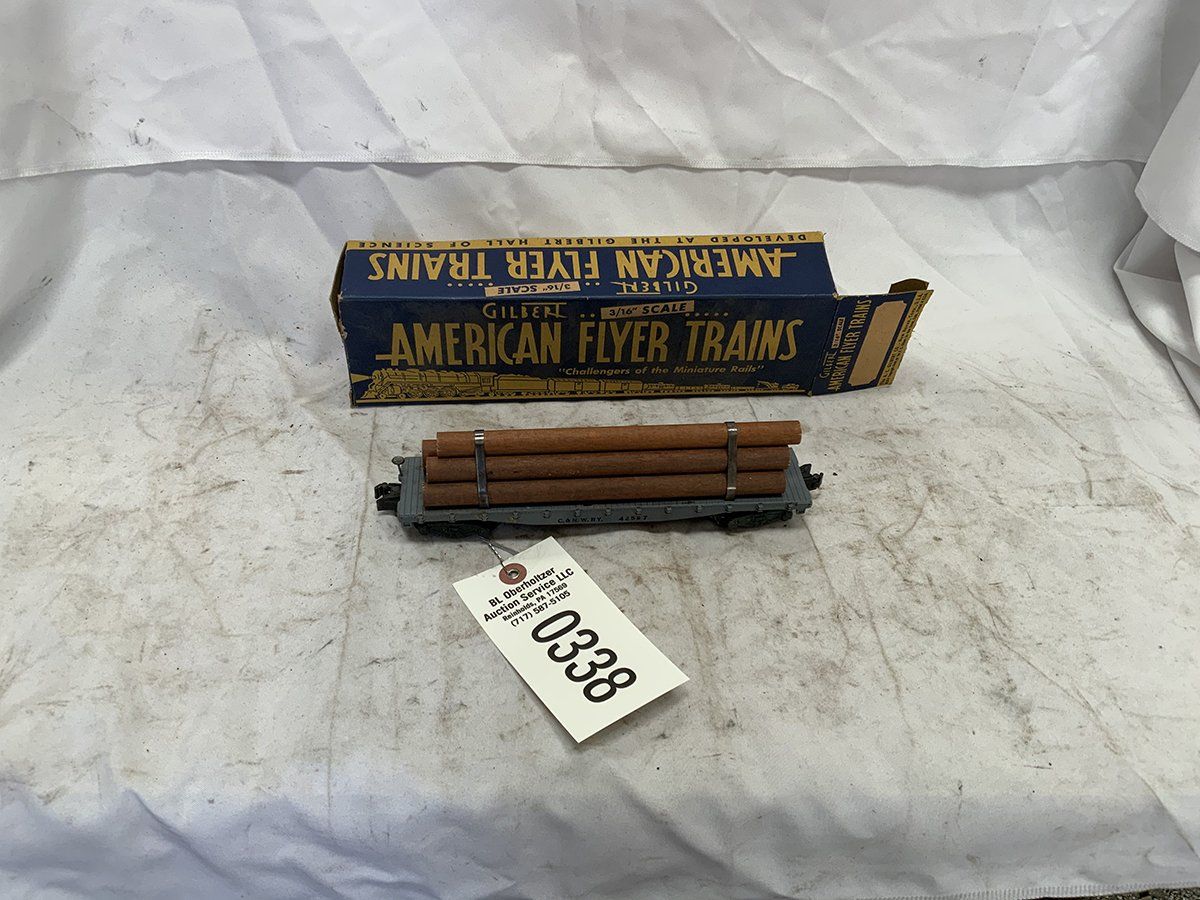 DEVELOPED AT THE GILBERT HALL OF SCIENCE
AMERICAN FLYER TRAINS
GILBERT
3/16" SCALE
GILBERT
3/16" SCALE
AMERICAN FLYER TRAINS
"Challengers of the Miniature Rails"
GILBERT
AMERICAN FLYER TRAINS
C.&N.W.RY. 42597
BL Oberholtzer
Auction Service LLC
Reinholds, PA 17569
(717) 587-5105
0338